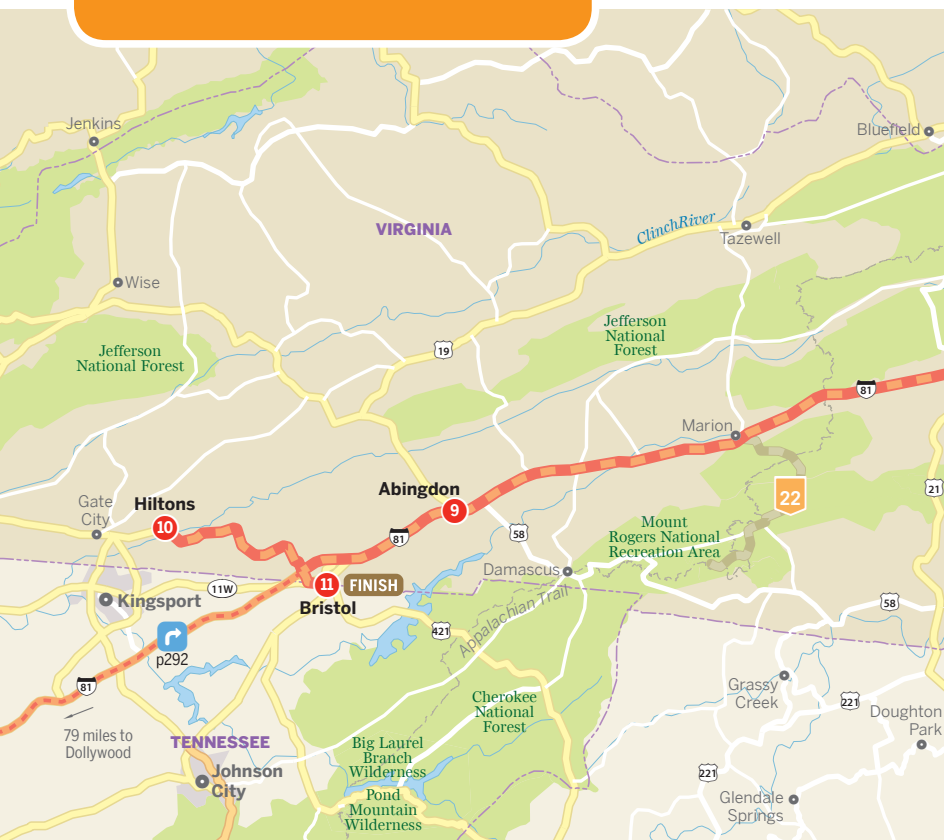 Jenkins
Bluefield
VIRGINIA
ClinchRiver
Tazewell
Wise
Jefferson
National Forest
Jefferson
National
Forest
19
81
Marion
Abingdon
9
22
21
Gate
City
Hiltons
10
81
58
Mount
Rogers National
Recreation Area
Damascus
11W
11
FINISH
Bristol
Kingsport
58
Appalachian Trail
421
p292
81
79 miles to
Dollywood
Cherokee
National
Forest
Grassy
Creek
221
Doughton
Park
TENNESSEE
Big Laurel
Branch
Wilderness
Johnson
City
221
Pond
Mountain
Wilderness
Glendale
Springs